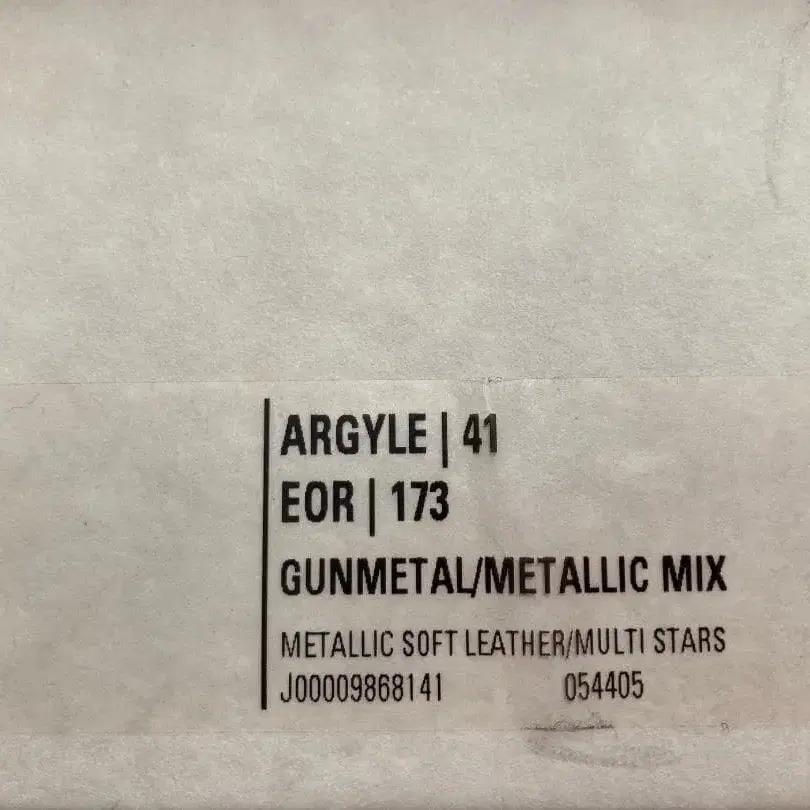 ARGYLE | 41
EOR | 173
GUNMETAL/METALLIC MIX
METALLIC SOFT LEATHER/MULTI STARS
J00009868141 054405